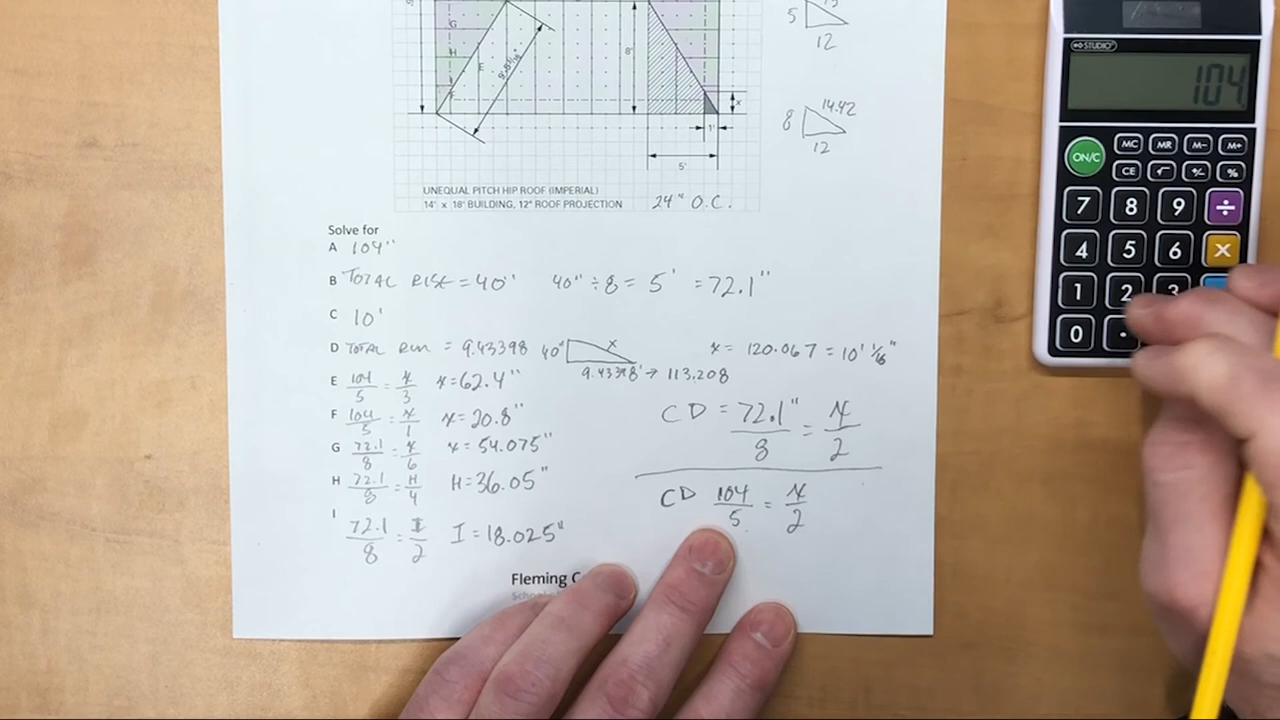 G
H
E
F
8'
x
1'
5'
5
12
8
14.42
12
UNEQUAL PITCH HIP ROOF (IMPERIAL)
14' x 18' BUILDING, 12" ROOF PROJECTION
24" O.C.
Solve for
A 104"
B TOTAL RISE = 40" 40" ÷ 8 = 5' = 72.1"
C 10'
D TOTAL RUN = 9.43398 40" x 9.43398' → 113.208 x = 120.067 = 10' 1/16"
E 104/5 = x/3 x = 62.4"
F 104/5 = x/1 x = 20.8"
G 72.1/8 = x/6 x = 54.075"
H 72.1/8 = H/4 H = 36.05"
I 72.1/8 = I/2 I = 18.025"
CD = 72.1"/8 = x/2
CD 104/5 = x/2
Fleming C
STUDIO
104.
ON/C
MC MR M- M+
CE √ +/- %
7 8 9 ÷
4 5 6 ×
1 2 3
0 .